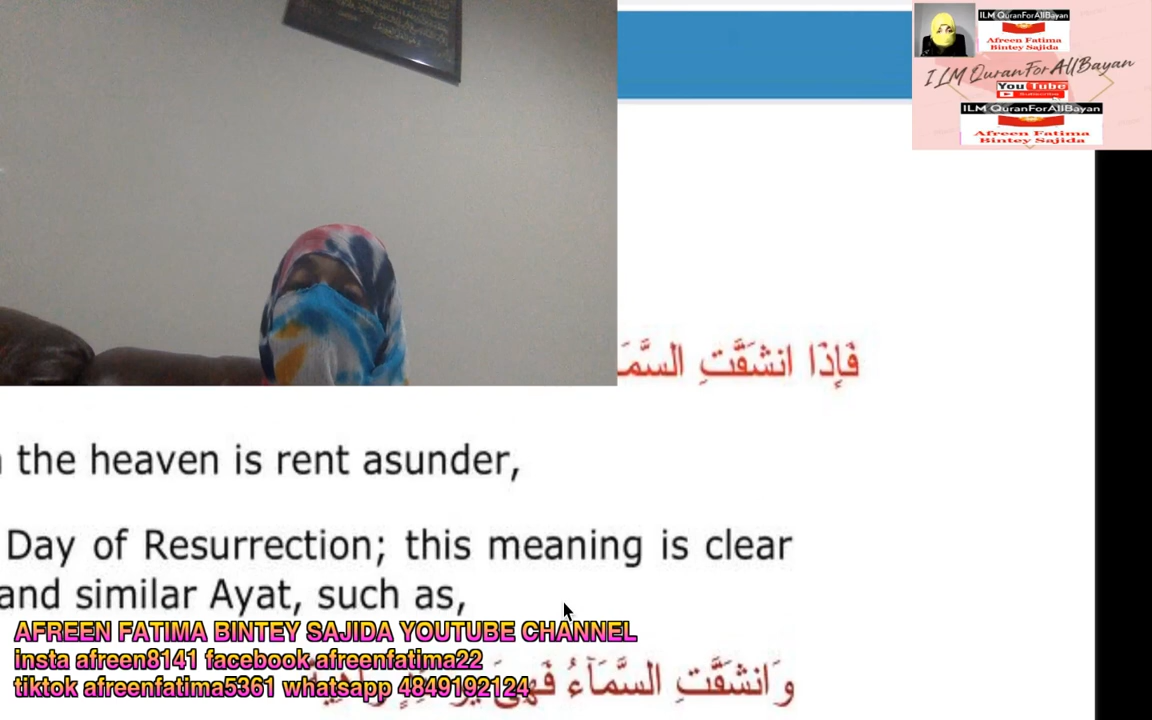 ILM QuranForAllBayan
Afreen Fatima
Bintey Sajida
ILM QuranForAllBayan
YouTube
ILM QuranForAllBayan
Afreen Fatima
Bintey Sajida
فَإِذَا انشَقَّتِ
the heaven is rent asunder,
Day of Resurrection; this meaning is clear
and similar Ayat, such as,
AFREEN FATIMA BINTEY SAJIDA YOUTUBE CHANNEL
insta afreen8141 facebook afreenfatima22
tiktok afreenfatima5361 whatsapp 4849192124
وَانشَقَّتِ السَّمَآءُ فَهِىَ